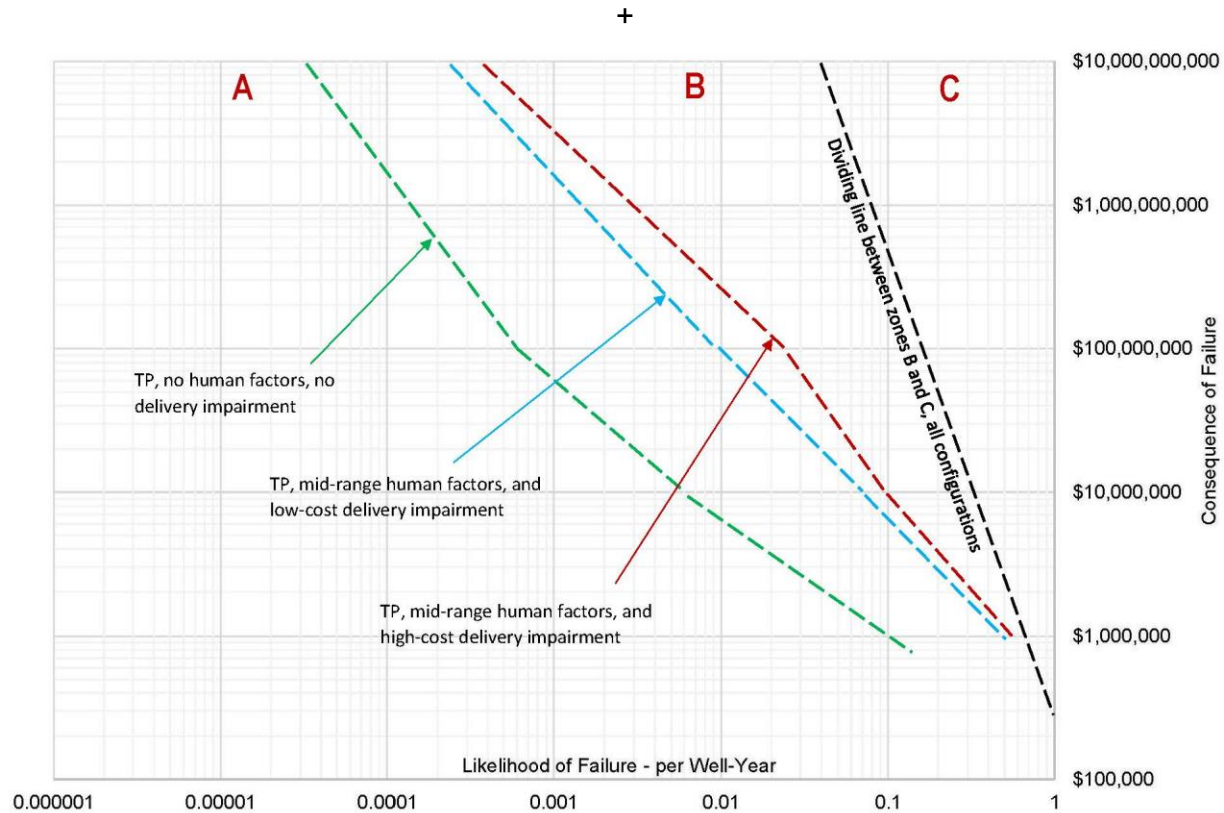 +
A
B
C
$10,000,000,000
$1,000,000,000
$100,000,000
$10,000,000
$1,000,000
$100,000
Consequence of Failure
Dividing line between zones B and C, all configurations
TP, no human factors, no
delivery impairment
TP, mid-range human factors, and
low-cost delivery impairment
TP, mid-range human factors, and
high-cost delivery impairment
Likelihood of Failure - per Well-Year
0.000001
0.00001
0.0001
0.001
0.01
0.1
1